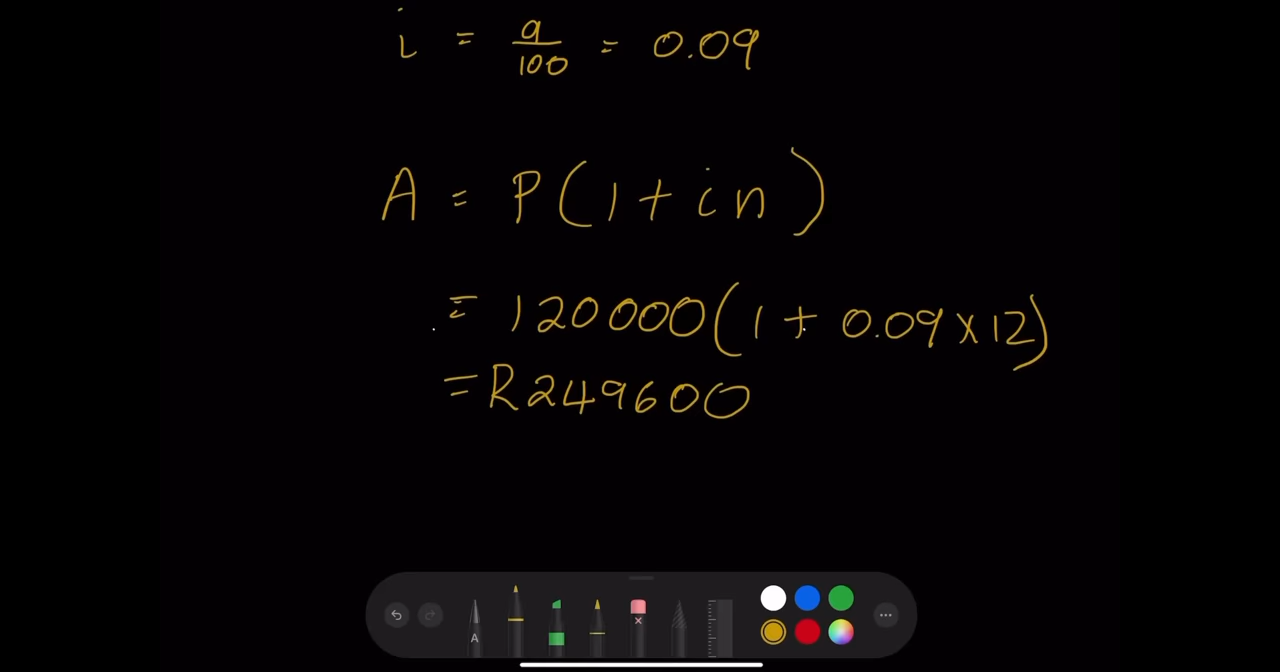 i = 9/100 = 0.09
A = P(1+in)
= 120000(1+0.09×12)
= R249600
A